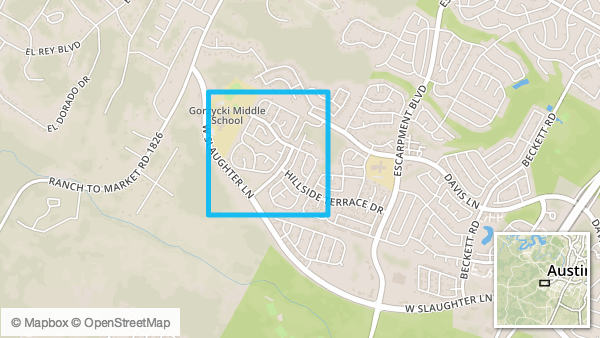 EL REY BLVD
EL DORADO DR
Gorzycki Middle
School
W SLAUGHTER LN
RANCH TO MARKET RD 1826
HILLSIDE TERRACE DR
ESCARPMENT BLVD
DAVIS LN
BECKETT RD
BECKETT RD
W SLAUGHTER LN
Austin
© Mapbox © OpenStreetMap